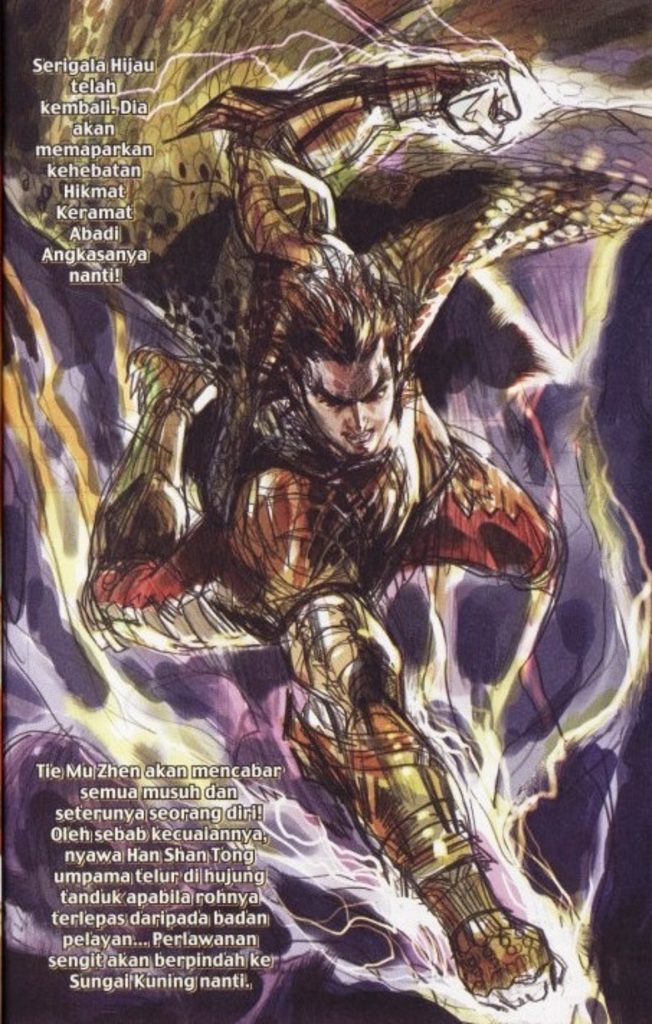 Serigala Hijau
telah
kembali. Dia
akan
memaparkan
kehebatan
Hikmat
Keramat
Abadi
Angkasanya
nanti!
Tie Mu Zhen akan mencabar
semua musuh dan
seterunya seorang diri!
Oleh sebab kecuaiannya,
nyawa Han Shan Tong
umpama telur di hujung
tanduk apabila rohnya
terlepas daripada badan
pelayan... Perlawanan
sengit akan berpindah ke
Sungai Kuning nanti.